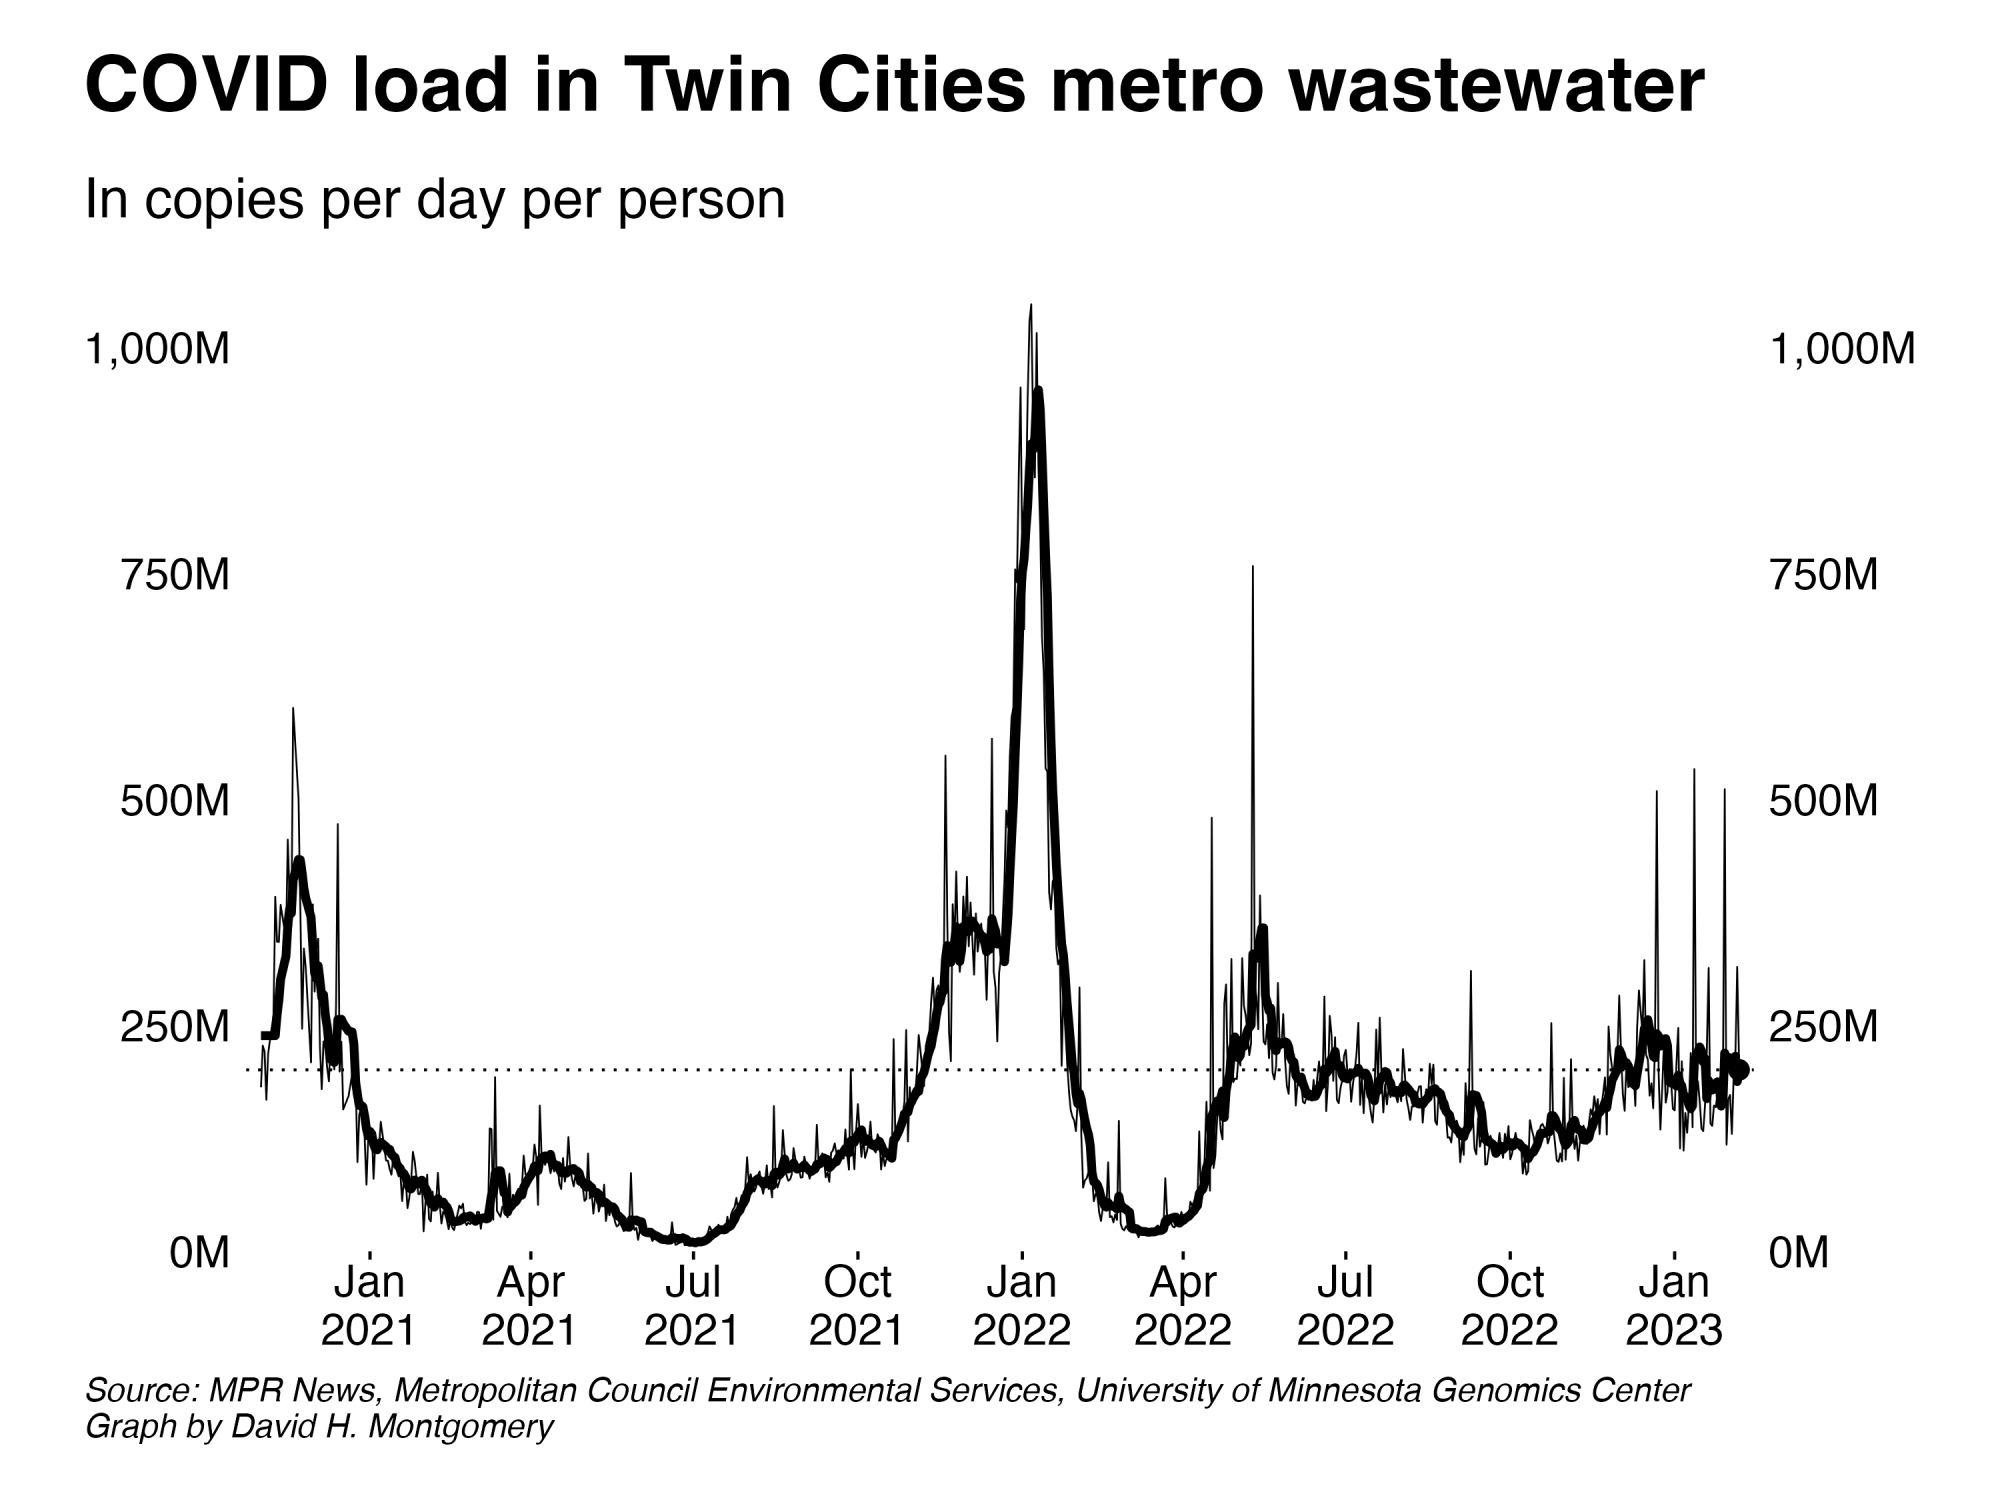 COVID load in Twin Cities metro wastewater
In copies per day per person
1,000M 1,000M
750M 750M
500M 500M
250M 250M
0M 0M
Jan Apr Jul Oct Jan Apr Jul Oct Jan
2021 2021 2021 2021 2022 2022 2022 2022 2023
Source: MPR News, Metropolitan Council Environmental Services, University of Minnesota Genomics Center
Graph by David H. Montgomery